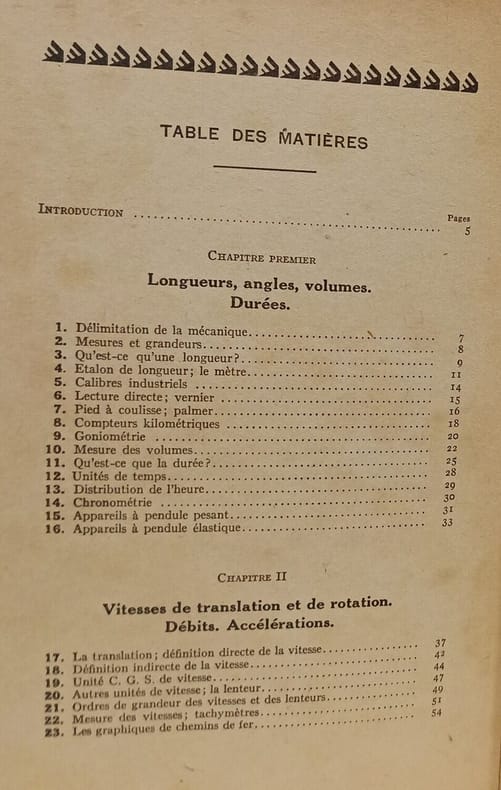 TABLE DES MATIÈRES
INTRODUCTION
Pages
5
CHAPITRE PREMIER
Longueurs, angles, volumes.
Durées.
1. Délimitation de la mécanique 7
2. Mesures et grandeurs 8
3. Qu'est-ce qu'une longueur? 9
4. Etalon de longueur; le mètre 11
5. Calibres industriels 14
6. Lecture directe; vernier 15
7. Pied à coulisse; palmer 16
8. Compteurs kilométriques 18
9. Goniométrie 20
10. Mesure des volumes 22
11. Qu'est-ce que la durée? 25
12. Unités de temps 28
13. Distribution de l'heure 29
14. Chronométrie 30
15. Appareils à pendule pesant 31
16. Appareils à pendule élastique 33
CHAPITRE II
Vitesses de translation et de rotation.
Débits. Accélérations.
17. La translation; définition directe de la vitesse 37
18. Définition indirecte de la vitesse 42
19. Unité C. G. S. de vitesse 44
20. Autres unités de vitesse; la lenteur 47
21. Ordres de grandeur des vitesses et des lenteurs 49
22. Mesure des vitesses; tachymètres 51
23. Les graphiques de chemins de fer 54